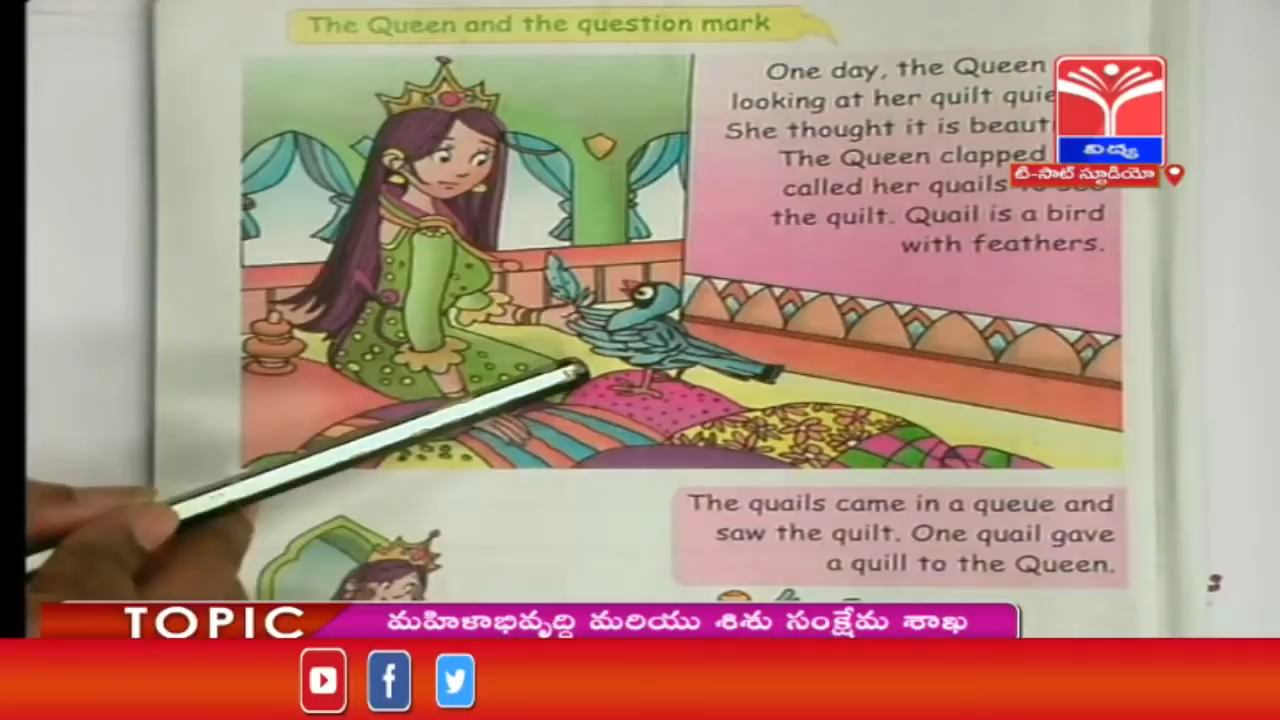 The Queen and the question mark
One day, the Queen
looking at her quilt
She thought it is
The Queen clapped
called her quails
the quilt. Quail is a bird
with feathers.
విద్య
టి-సాట్ స్టూడియో
The quails came in a queue and
saw the quilt. One quail gave
a quill to the Queen.
TOPIC
మహిళాభివృద్ధి మరియు శిశు సంక్షేమ శాఖ